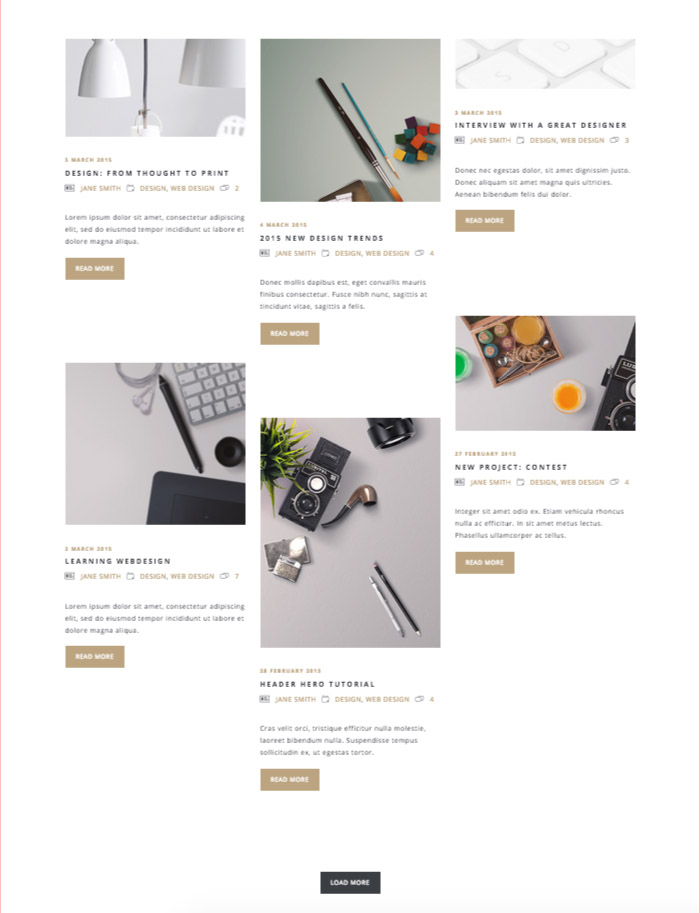 5 MARCH 2015
DESIGN: FROM THOUGHT TO PRINT
JANE SMITH DESIGN, WEB DESIGN 2
Lorem ipsum dolor sit amet, consectetur adipiscing
elit, sed do eiusmod tempor incididunt ut labore et
dolore magna aliqua.
READ MORE
2 MARCH 2015
LEARNING WEBDESIGN
JANE SMITH DESIGN, WEB DESIGN 7
Lorem ipsum dolor sit amet, consectetur adipiscing
elit, sed do eiusmod tempor incididunt ut labore et
dolore magna aliqua.
READ MORE
4 MARCH 2015
2015 NEW DESIGN TRENDS
JANE SMITH DESIGN, WEB DESIGN 4
Donec mollis dapibus est, eget convallis mauris
finibus consectetur. Fusce nibh nunc, sagittis at
tincidunt vitae, sagittis a felis.
READ MORE
28 FEBRUARY 2015
HEADER HERO TUTORIAL
JANE SMITH DESIGN, WEB DESIGN 4
Cras velit orci, tristique efficitur nulla molestie,
laoreet bibendum nulla. Suspendisse tempus
sollicitudin ex, ut egestas tortor.
READ MORE
S D
3 MARCH 2015
INTERVIEW WITH A GREAT DESIGNER
JANE SMITH DESIGN, WEB DESIGN 3
Donec nec egestas dolor, sit amet dignissim justo.
Donec aliquam sit amet magna quis ultricies.
Aenean bibendum felis dui dolor.
READ MORE
27 FEBRUARY 2015
NEW PROJECT: CONTEST
JANE SMITH DESIGN, WEB DESIGN 4
Integer sit amet odio ex. Etiam vehicula rhoncus
nulla ac efficitur. In sit amet metus lectus.
Phasellus ullamcorper ac tellus.
READ MORE
LOAD MORE